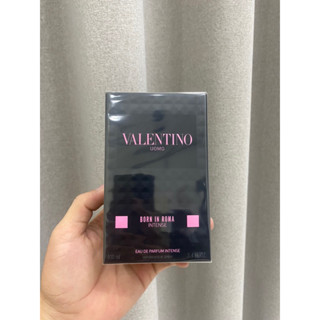 VALENTINO
UOMO
BORN IN ROMA
INTENSE
EAU DE PARFUM INTENSE